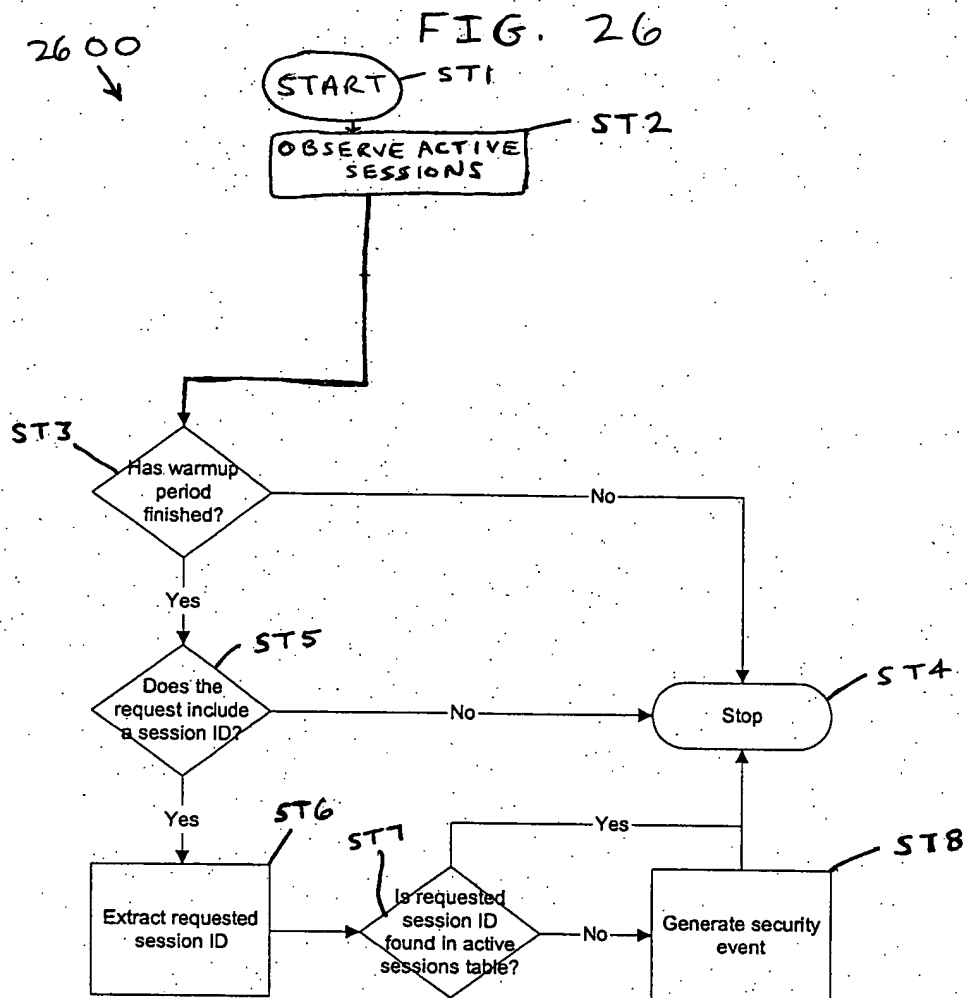 FIG. 26
2600
START
ST1
ST2
OBSERVE ACTIVE
SESSIONS
ST3
Has warmup
period
finished?
No
Yes
ST5
Does the
request include
a session ID?
No
ST4
Stop
Yes
ST6
Extract requested
session ID
ST7
Is requested
session ID
found in active
sessions table?
Yes
No
ST8
Generate security
event